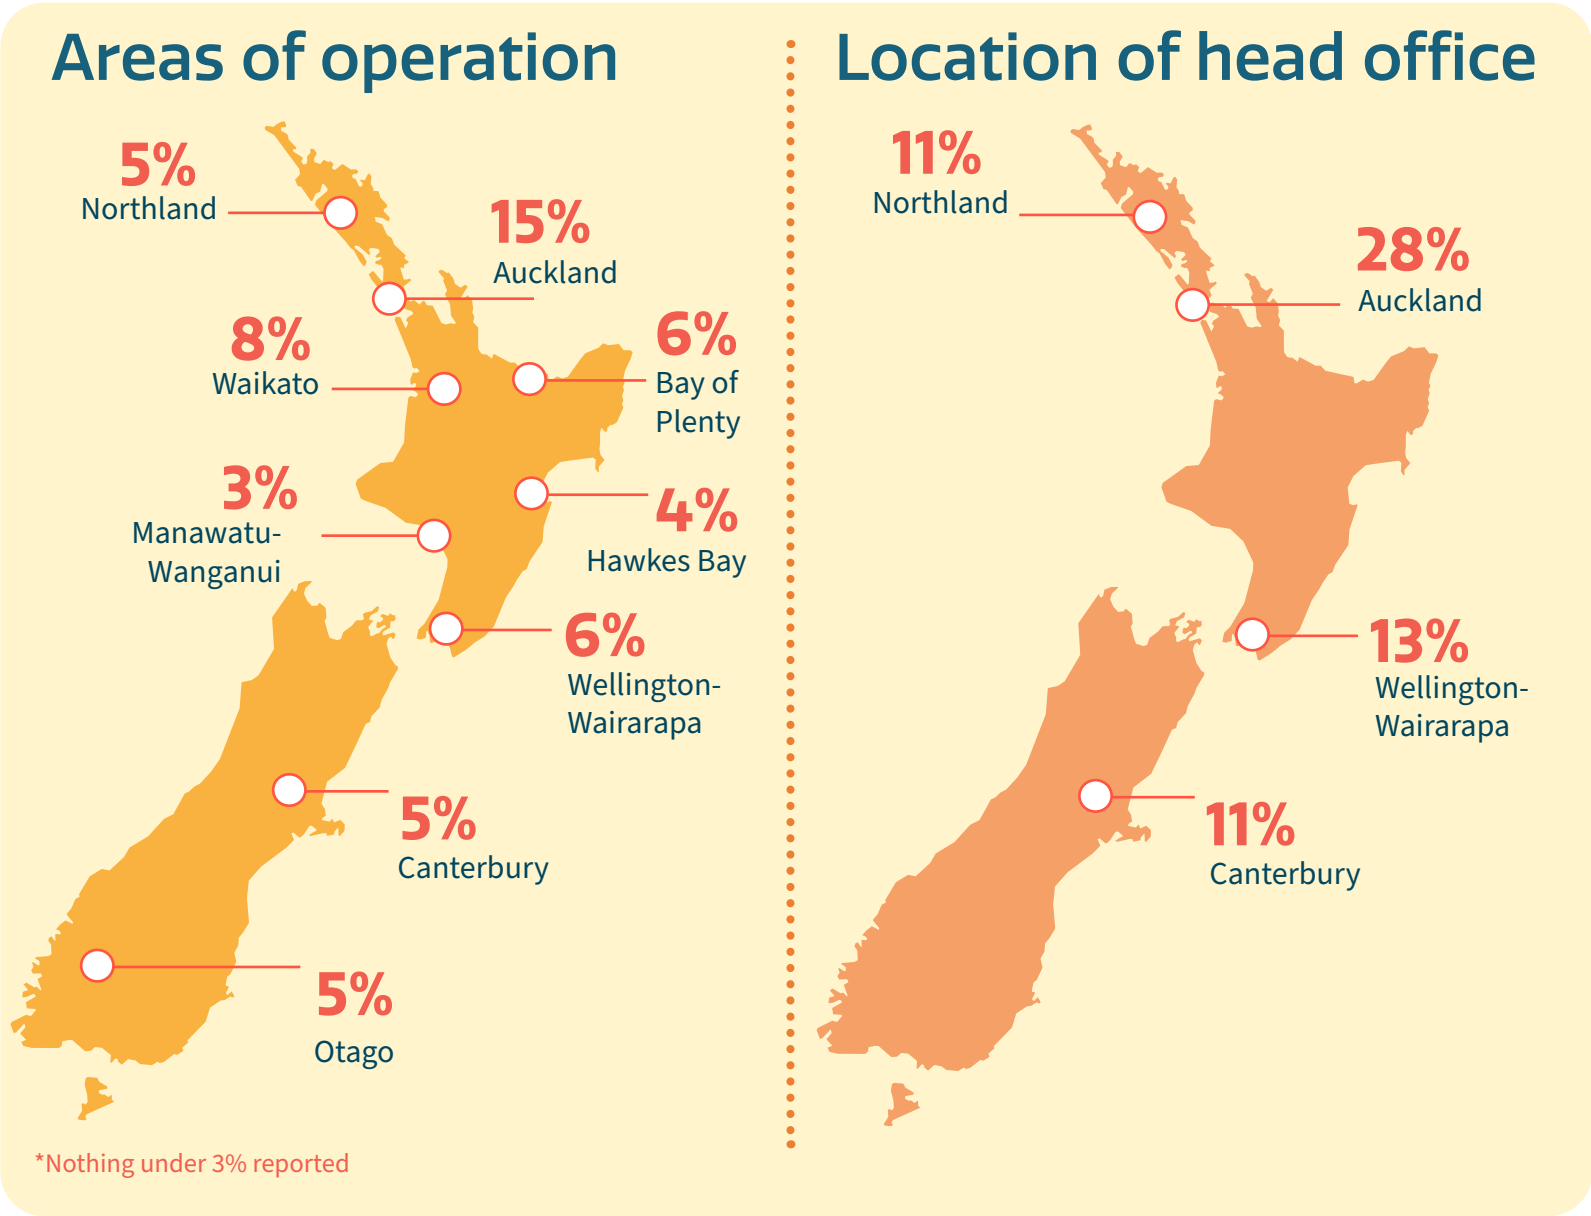 Areas of operation
5%
Northland
15%
Auckland
8%
Waikato
6%
Bay of
Plenty
3%
Manawatu-
Wanganui
4%
Hawkes Bay
6%
Wellington-
Wairarapa
5%
Canterbury
5%
Otago
*Nothing under 3% reported
Location of head office
11%
Northland
28%
Auckland
13%
Wellington-
Wairarapa
11%
Canterbury